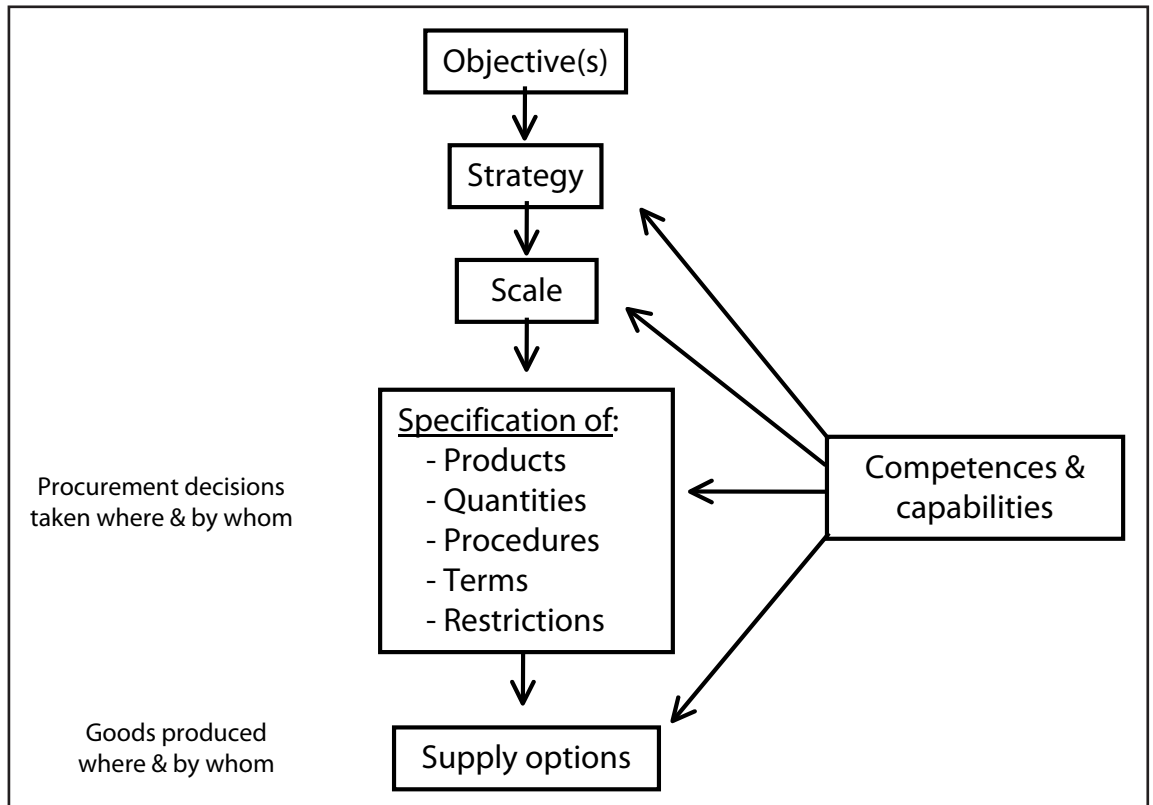 Objective(s)
Strategy
Scale
Specification of:
- Products
- Quantities
- Procedures
- Terms
- Restrictions
Competences &
capabilities
Procurement decisions
taken where & by whom
Goods produced
where & by whom
Supply options